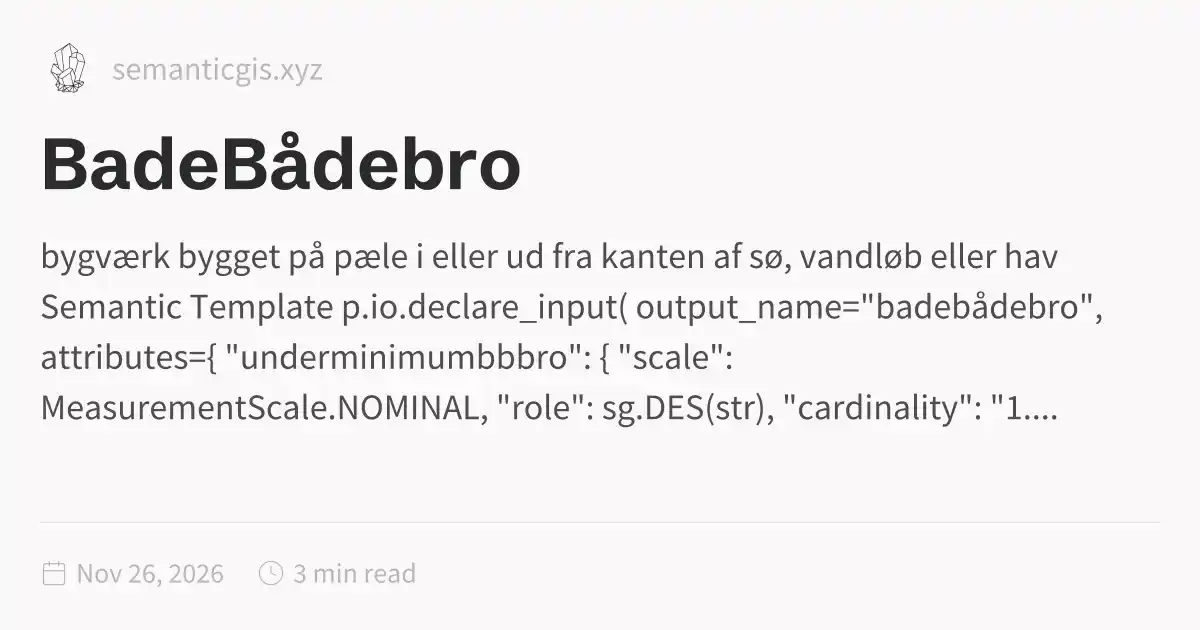 semanticgis.xyz
BadeBådebro
bygværk bygget på pæle i eller ud fra kanten af sø, vandløb eller hav
Semantic Template p.io.declare_input( output_name="badebådebro",
attributes={ "underminimumbbbro": { "scale":
MeasurementScale.NOMINAL, "role": sg.DES(str), "cardinality": "1....
Nov 26, 2026 3 min read